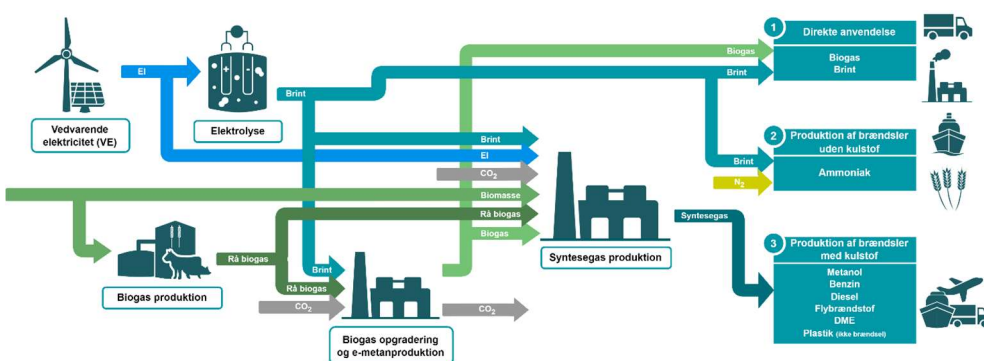 1
Direkte anvendelse
Biogas
Biogas
Brint
El
Brint
Brint
Vedvarende
elektricitet (VE)
Elektrolyse
Brint
El
CO2
2
Produktion af brændsler
uden kulstof
Brint
Ammoniak
N2
Biomasse
Rå biogas
Biogas
Syntesegas
Syntesegas produktion
3
Produktion af brændsler
med kulstof
Metanol
Benzin
Diesel
Flybrændstof
DME
Plastik (ikke brændsel)
Rå biogas
Brint
Rå biogas
Biogas produktion
CO2
CO2
Biogas opgradering
og e-metanproduktion